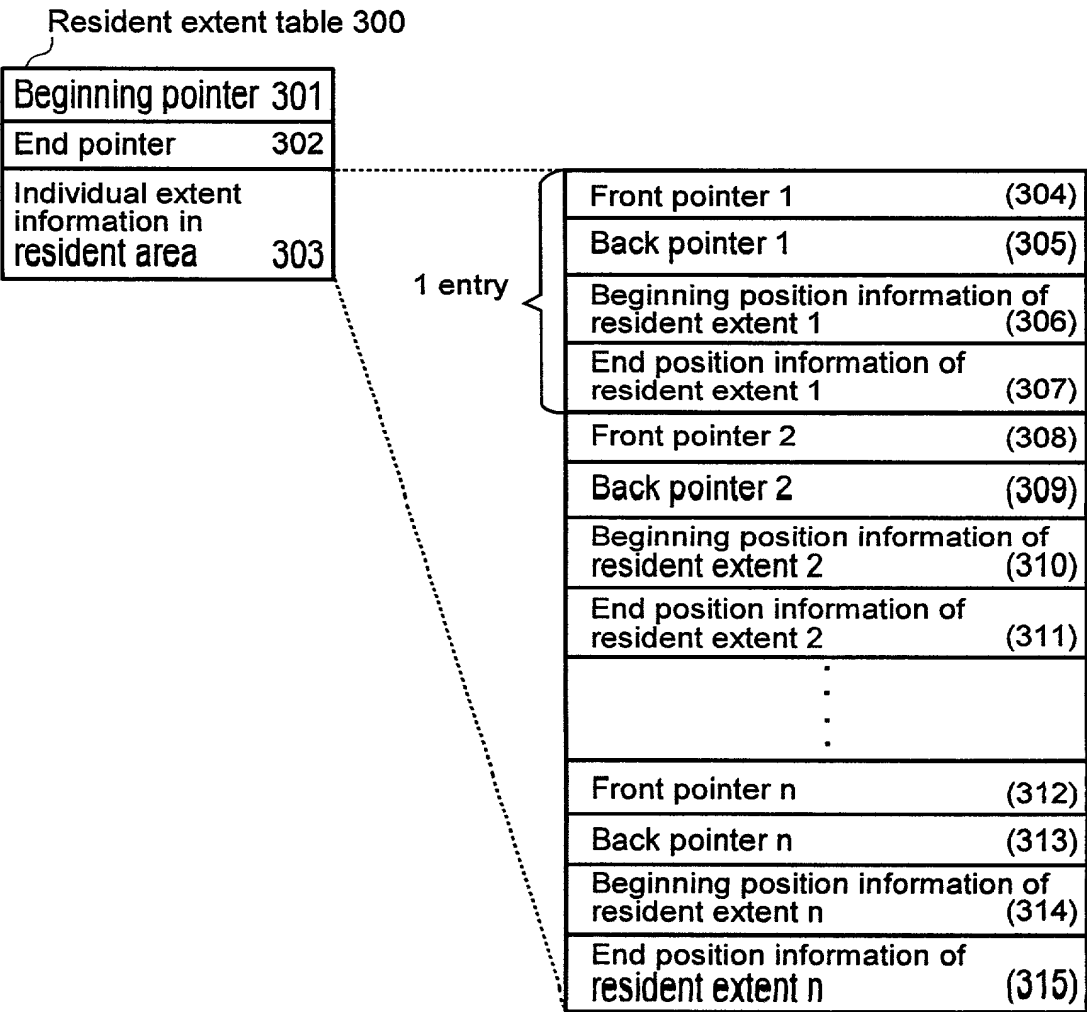 Resident extent table 300
Beginning pointer 301
End pointer 302
Individual extent
information in
resident area 303
1 entry
Front pointer 1 (304)
Back pointer 1 (305)
Beginning position information of
resident extent 1 (306)
End position information of
resident extent 1 (307)
Front pointer 2 (308)
Back pointer 2 (309)
Beginning position information of
resident extent 2 (310)
End position information of
resident extent 2 (311)
Front pointer n (312)
Back pointer n (313)
Beginning position information of
resident extent n (314)
End position information of
resident extent n (315)